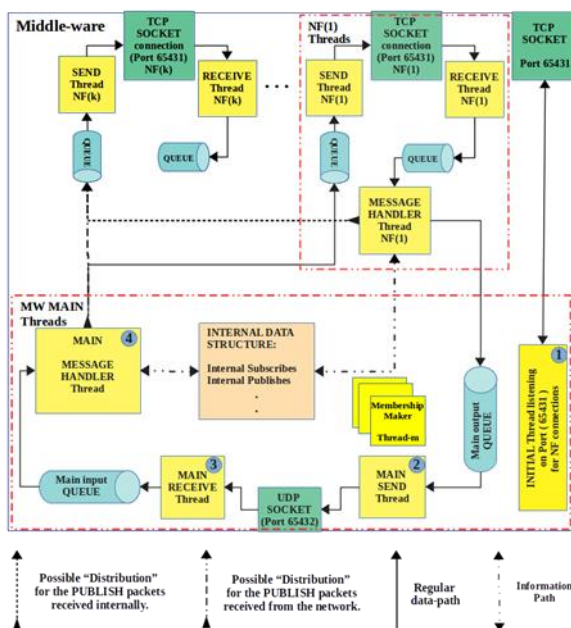 Middle-ware
TCP
SOCKET
connection
(Port 65431)
NF(k)
SEND
Thread
NF(k)
RECEIVE
Thread
NF(k)
QUEUE
QUEUE
. . .
NF(1)
Threads
TCP
SOCKET
connection
(Port 65431)
NF(1)
SEND
Thread
NF(1)
RECEIVE
Thread
NF(1)
QUEUE
QUEUE
MESSAGE
HANDLER
Thread
NF(1)
TCP
SOCKET
Port 65431
MW MAIN
Threads
4
MAIN
MESSAGE
HANDLER
Thread
INTERNAL DATA
STRUCTURE:
Internal Subscribes
Internal Publishes
.
.
Membership
Maker
Thread-m
Main output
QUEUE
1
INITIAL Thread listening
on Port ( 65431 )
for NF connections
Main input
QUEUE
3
MAIN
RECEIVE
Thread
UDP
SOCKET
(Port 65432)
2
MAIN
SEND
Thread
Possible “Distribution”
for the PUBLISH packets
received internally.
Possible “Distribution”
for the PUBLISH packets
received from the network.
Regular
data-path
Information
Path